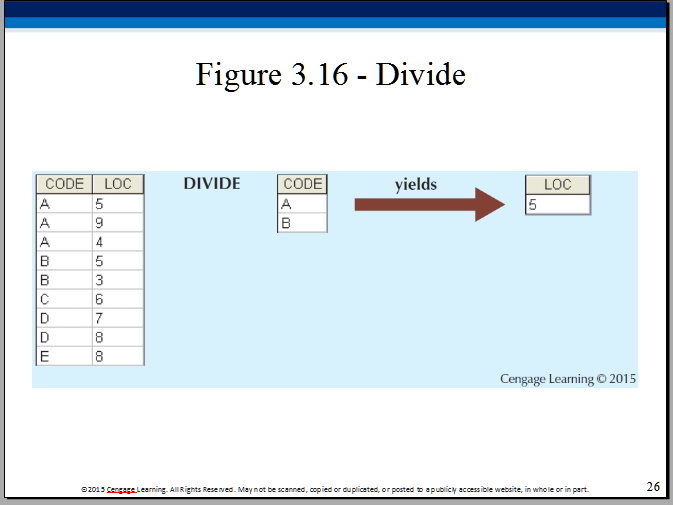 Figure 3.16 - Divide
CODE LOC DIVIDE CODE yields LOC
A 5 A 5
A 9 B
A 4
B 5
B 3
C 6
D 7
D 8
E 8
Cengage Learning © 2015
©2015 Cengage Learning. All Rights Reserved. May not be scanned, copied or duplicated, or posted to a publicly accessible website, in whole or in part. 26